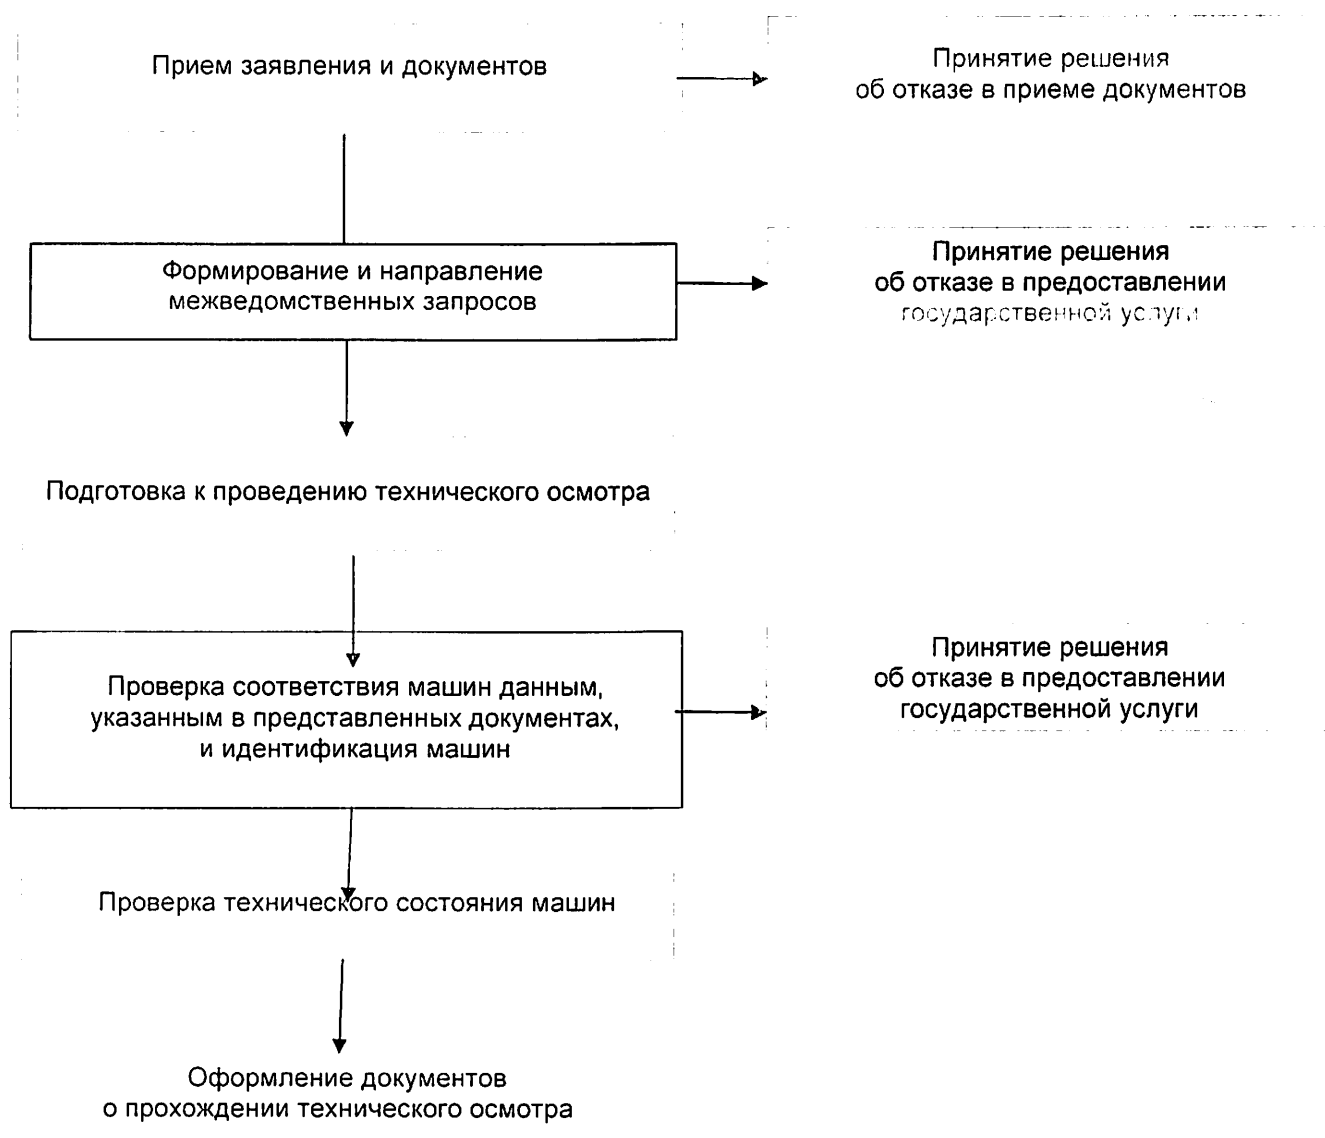 Прием заявления и документов
Принятие решения
об отказе в приеме документов
Формирование и направление
межведомственных запросов
Принятие решения
об отказе в предоставлении
государственной услуги
Подготовка к проведению технического осмотра
Проверка соответствия машин данным,
указанным в представленных документах,
и идентификация машин
Принятие решения
об отказе в предоставлении
государственной услуги
Проверка технического состояния машин
Оформление документов
о прохождении технического осмотра